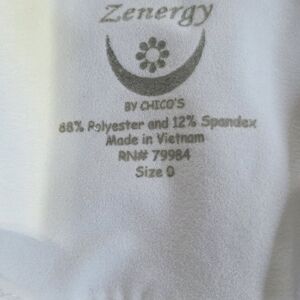 Zenergy
BY CHICO'S
88% Polyester and 12% Spandex
Made in Vietnam
RN# 79984
Size 0